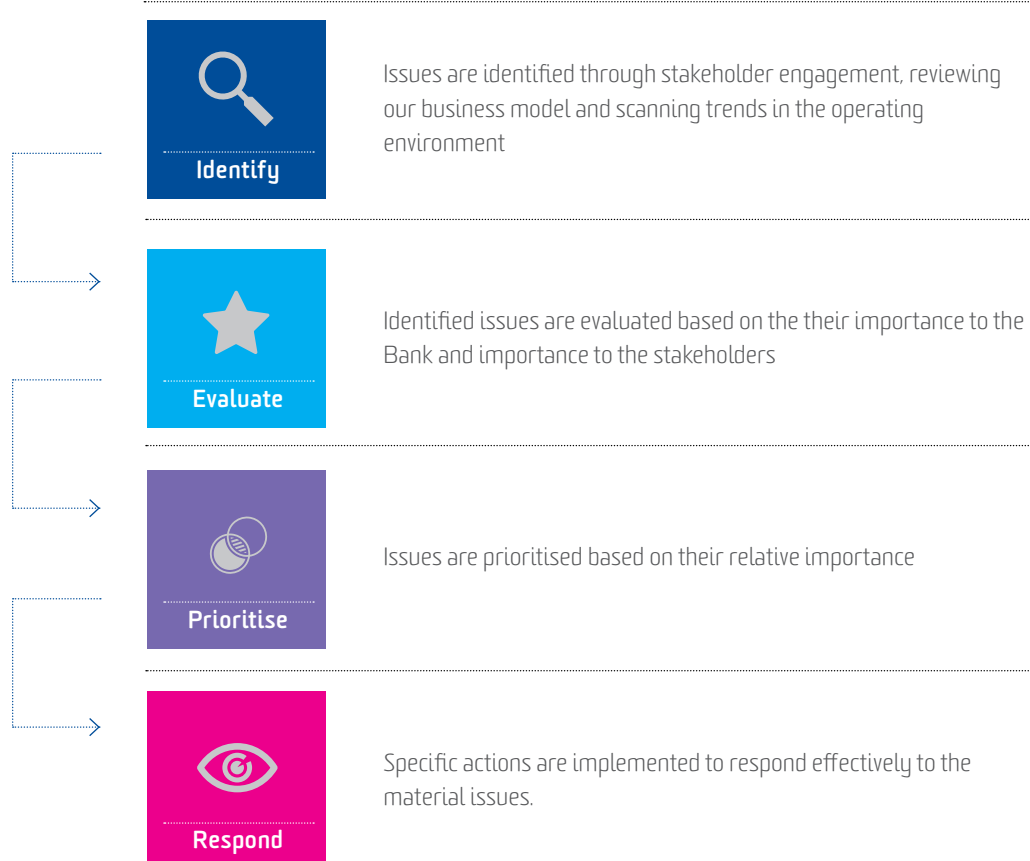 Issues are identified through stakeholder engagement, reviewing
our business model and scanning trends in the operating
environment
Identify
Identified issues are evaluated based on the their importance to the
Bank and importance to the stakeholders
Evaluate
Issues are prioritised based on their relative importance
Prioritise
Specific actions are implemented to respond effectively to the
material issues.
Respond